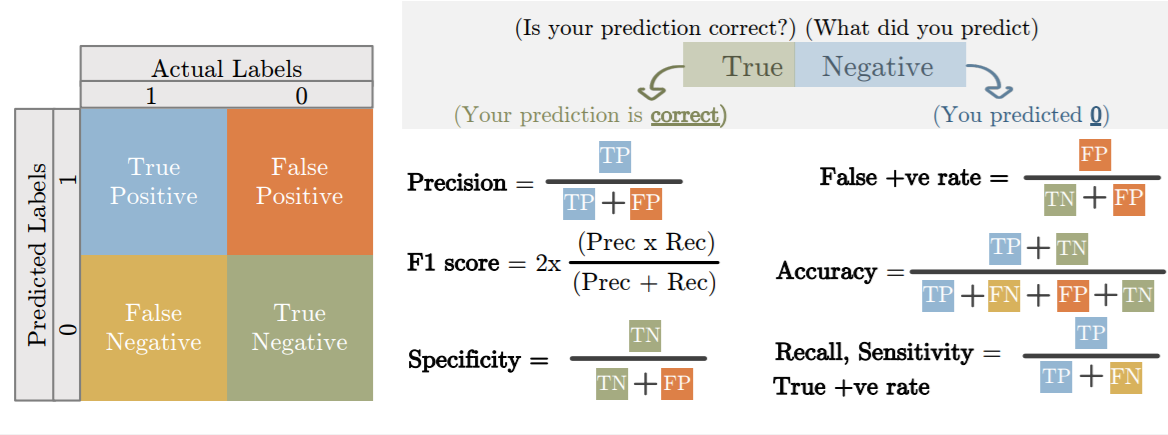 Actual Labels
1 0
Predicted Labels
1
0
True Positive
False Positive
False Negative
True Negative
(Is your prediction correct?) (What did you predict)
True Negative
(Your prediction is correct)
(You predicted 0)
Precision = TP
TP + FP
False +ve rate = FP
TN + FP
F1 score = 2x (Prec x Rec)
(Prec + Rec)
Accuracy = TP + TN
TP + FN + FP + TN
Specificity = TN
TN + FP
Recall, Sensitivity = TP
True +ve rate
TP + FN